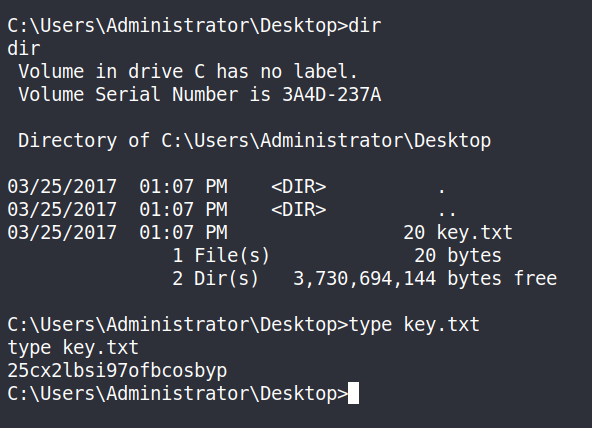 C:\Users\Administrator\Desktop>dir
dir
 Volume in drive C has no label.
 Volume Serial Number is 3A4D-237A

 Directory of C:\Users\Administrator\Desktop

03/25/2017  01:07 PM    <DIR>          .
03/25/2017  01:07 PM    <DIR>          ..
03/25/2017  01:07 PM                20 key.txt
               1 File(s)             20 bytes
               2 Dir(s)   3,730,694,144 bytes free

C:\Users\Administrator\Desktop>type key.txt
type key.txt
25cx2lbsi97ofbcosbyp
C:\Users\Administrator\Desktop>